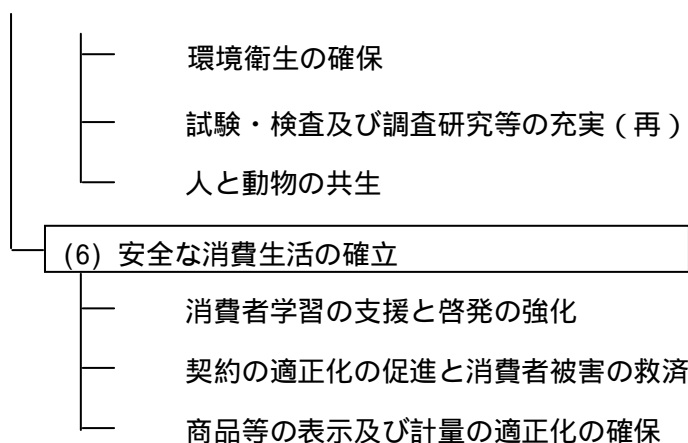 環境衛生の確保
試験・検査及び調査研究等の充実（再）
人と動物の共生
(6) 安全な消費生活の確立
消費者学習の支援と啓発の強化
契約の適正化の促進と消費者被害の救済
商品等の表示及び計量の適正化の確保